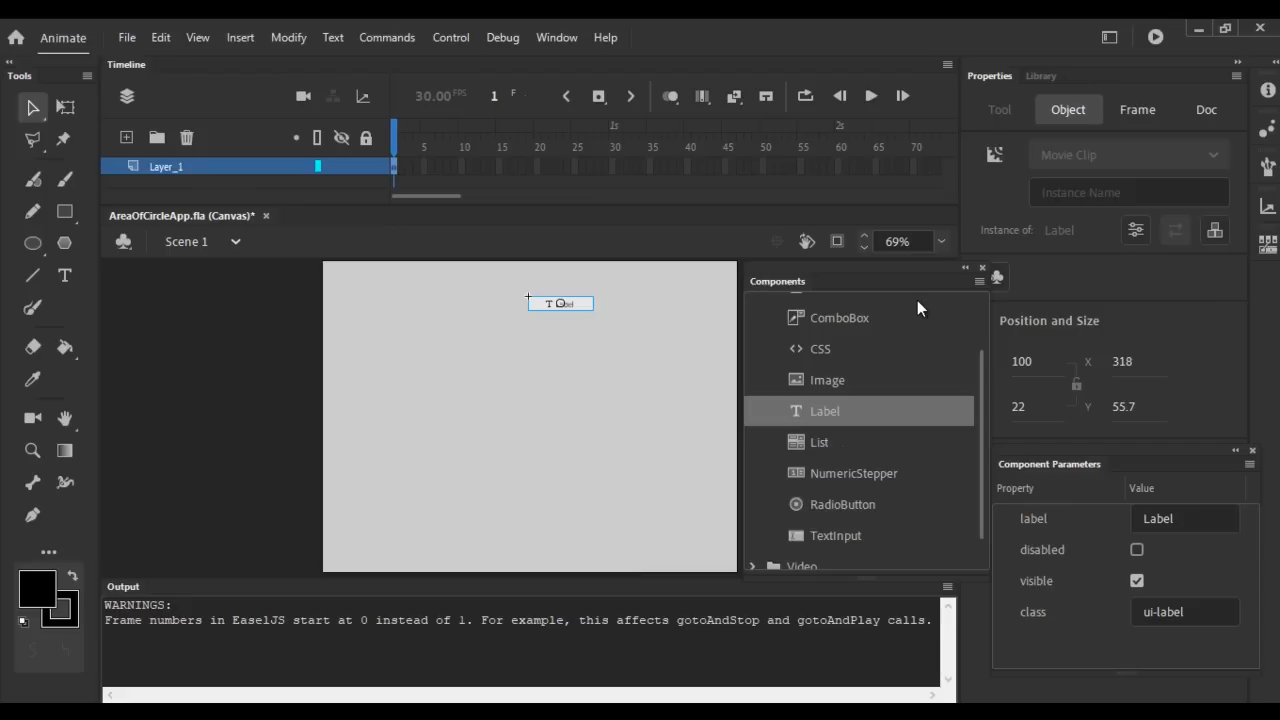 Animate File Edit View Insert Modify Text Commands Control Debug Window Help
Tools
Timeline
30.00 FPS 1 F
1s 2s
5 10 15 20 25 30 35 40 45 50 55 60 65 70
Layer_1
AreaOfCircleApp.fla (Canvas)*
Scene 1
69%
Label
Components
ComboBox
CSS
Image
Label
List
NumericStepper
RadioButton
TextInput
Video
Output
WARNINGS:
Frame numbers in EaselJS start at 0 instead of 1. For example, this affects gotoAndStop and gotoAndPlay calls.
Properties Library
Tool Object Frame Doc
Movie Clip
Instance Name
Instance of: Label
Position and Size
100 X 318
22 Y 55.7
Component Parameters
Property Value
label Label
disabled
visible
class ui-label